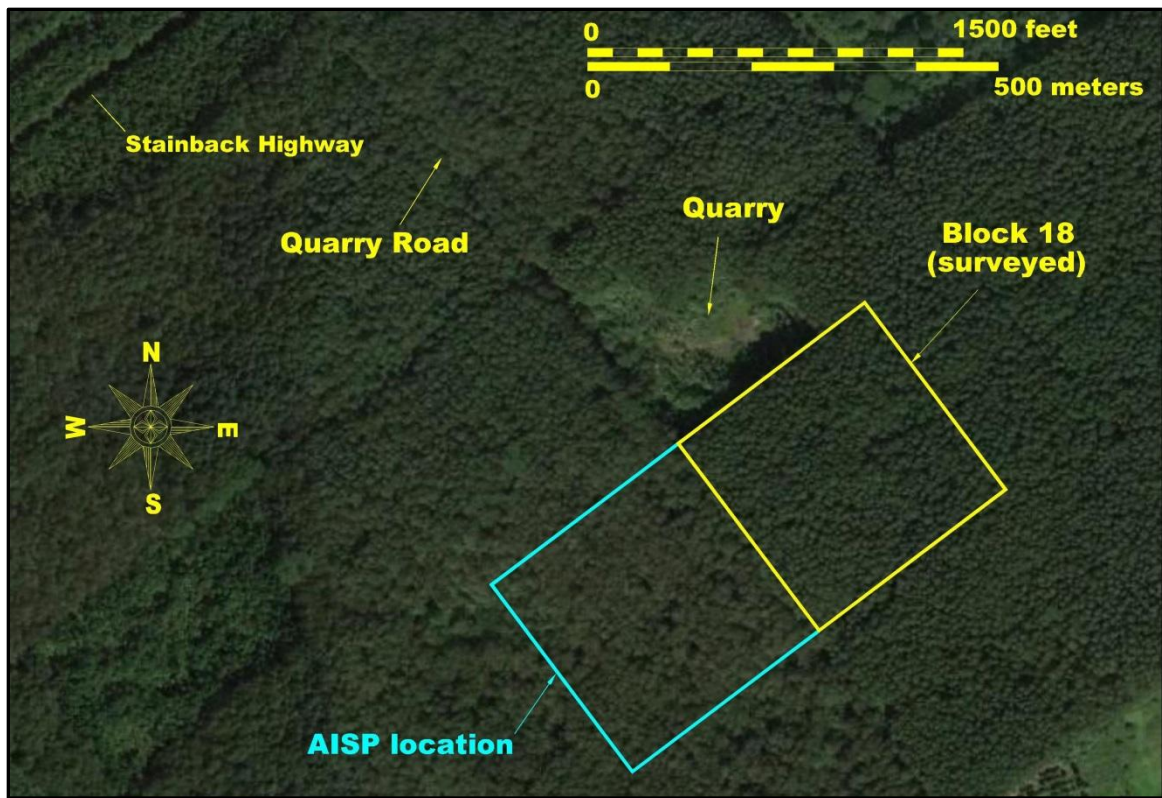 0 1500 feet
0 500 meters
Stainback Highway
Quarry Road
Quarry
Block 18
(surveyed)
N
W E
S
AISP location